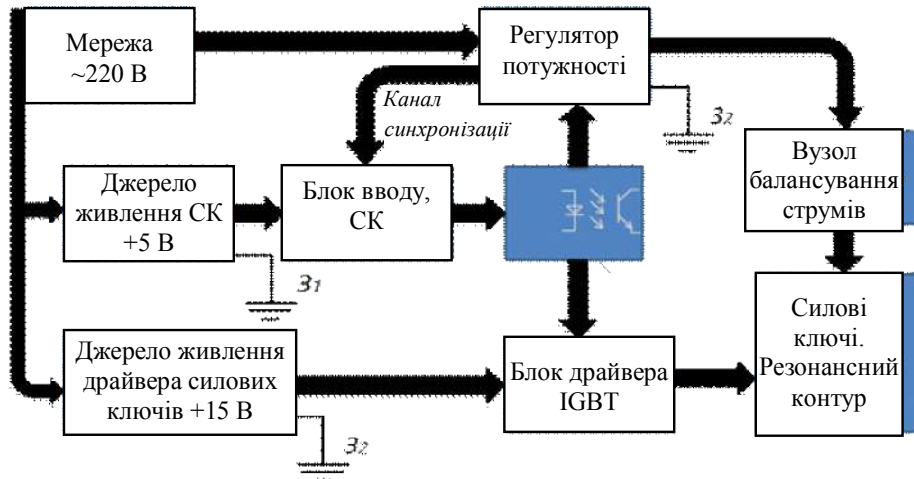 Мережа
~220 В
Регулятор
потужності
Канал
синхронізації
З2
Вузол
балансування
струмів
Джерело
живлення СК
+5 В
Блок вводу,
СК
З1
Силові
ключі.
Резонансний
контур
Джерело живлення
драйвера силових
ключів +15 В
Блок драйвера
IGBT
З2